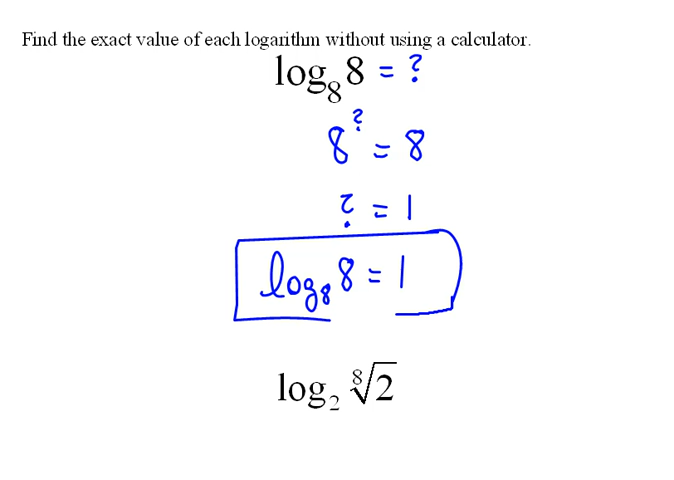 Find the exact value of each logarithm without using a calculator.
log₈ 8 = ?
8^? = 8
? = 1
log₈ 8 = 1
log₂ ⁸√2